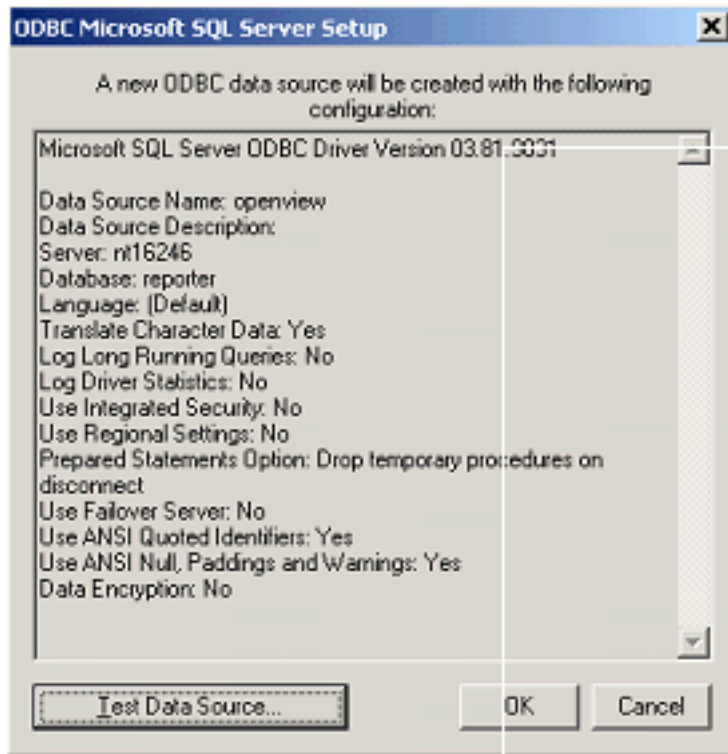 ODBC Microsoft SQL Server Setup
A new ODBC data source will be created with the following
configuration:
Microsoft SQL Server ODBC Driver Version 03.81.9031
Data Source Name: openview
Data Source Description:
Server: nt16246
Database: reporter
Language: (Default)
Translate Character Data: Yes
Log Long Running Queries: No
Log Driver Statistics: No
Use Integrated Security: No
Use Regional Settings: No
Prepared Statements Option: Drop temporary procedures on
disconnect
Use Failover Server: No
Use ANSI Quoted Identifiers: Yes
Use ANSI Null, Paddings and Warnings: Yes
Data Encryption: No
Test Data Source...
OK
Cancel